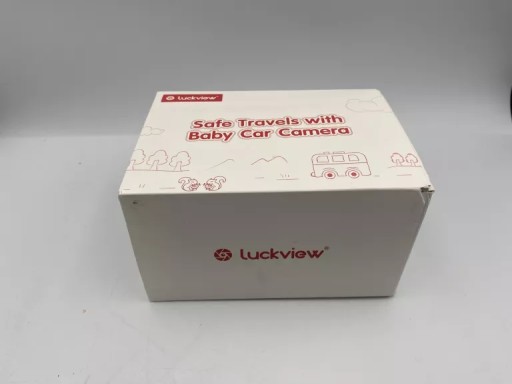 Luckview
Safe Travels with
Baby Car Camera
Luckview®